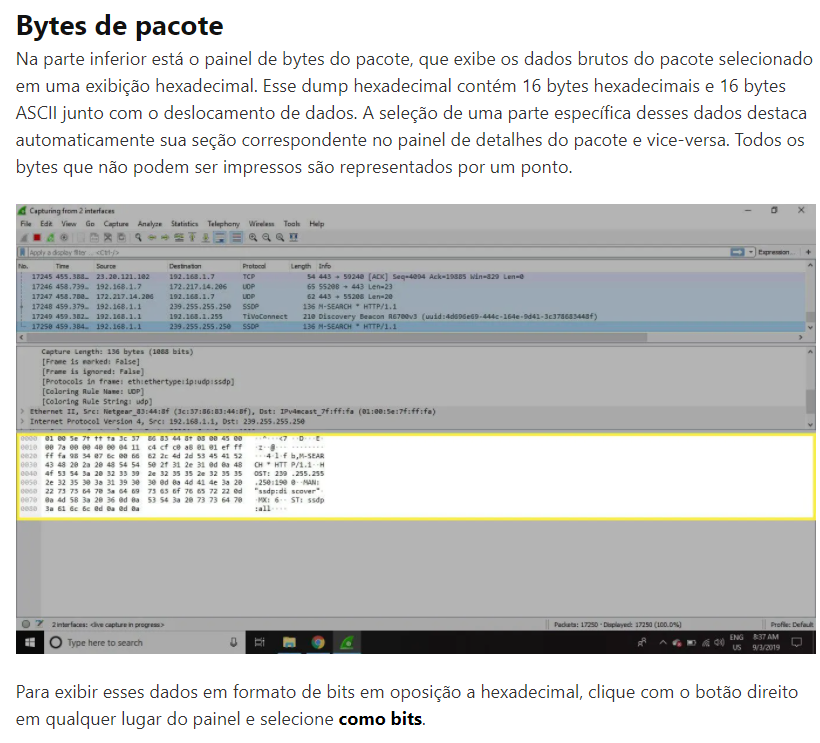 Bytes de pacote
Na parte inferior está o painel de bytes do pacote, que exibe os dados brutos do pacote selecionado
em uma exibição hexadecimal. Esse dump hexadecimal contém 16 bytes hexadecimais e 16 bytes
ASCII junto com o deslocamento de dados. A seleção de uma parte específica desses dados destaca
automaticamente sua seção correspondente no painel de detalhes do pacote e vice-versa. Todos os
bytes que não podem ser impressos são representados por um ponto.
Capturing from 2 interfaces
File Edit View Go Capture Analyze Statistics Telephony Wireless Tools Help
Apply a display filter ... <Ctrl-/> Expression... +
No. Time Source Destination Protocol Length Info
17245 455.388… 23.20.121.102 192.168.1.7 TCP 54 443 → 59240 [ACK] Seq=4094 Ack=19885 Win=829 Len=0
17246 458.739… 192.168.1.7 172.217.14.206 UDP 65 55208 → 443 Len=23
17247 458.780… 172.217.14.206 192.168.1.7 UDP 62 443 → 55208 Len=20
17248 459.379… 192.168.1.1 239.255.255.250 SSDP 136 M-SEARCH * HTTP/1.1
17249 459.382… 192.168.1.1 192.168.1.255 TiVoConnect 210 Discovery Beacon R6700v3 (uuid:4d696e69-444c-164e-9d41-3c378683448f)
17250 459.384… 192.168.1.1 239.255.255.250 SSDP 136 M-SEARCH * HTTP/1.1
Capture Length: 136 bytes (1088 bits)
[Frame is marked: False]
[Frame is ignored: False]
[Protocols in frame: eth:ethertype:ip:udp:ssdp]
[Coloring Rule Name: UDP]
[Coloring Rule String: udp]
Ethernet II, Src: Netgear_83:44:8f (3c:37:86:83:44:8f), Dst: IPv4mcast_7f:ff:fa (01:00:5e:7f:ff:fa)
Internet Protocol Version 4, Src: 192.168.1.1, Dst: 239.255.255.250
0000 01 00 5e 7f ff fa 3c 37 86 83 44 8f 08 00 45 00 ··^···<7 ··D···E·
0010 00 7a 00 00 40 00 04 11 c4 cf c0 a8 01 01 ef ff ·z··@··· ········
0020 ff fa 98 54 07 6c 00 66 62 2c 4d 2d 53 45 41 52 ···T·l·f b,M-SEAR
0030 43 48 20 2a 20 48 54 54 50 2f 31 2e 31 0d 0a 48 CH * HTT P/1.1··H
0040 4f 53 54 3a 20 32 33 39 2e 32 35 35 2e 32 35 35 OST: 239 .255.255
0050 2e 32 35 30 3a 31 39 30 30 0d 0a 4d 41 4e 3a 20 .250:190 0··MAN:
0060 22 73 73 64 70 3a 64 69 73 63 6f 76 65 72 22 0d "ssdp:di scover"·
0070 0a 4d 58 3a 20 36 0d 0a 53 54 3a 20 73 73 64 70 ·MX: 6·· ST: ssdp
0080 3a 61 6c 6c 0d 0a 0d 0a :all····
2 interfaces: <live capture in progress> Packets: 17250 · Displayed: 17250 (100.0%) Profile: Default
Type here to search ENG 8:37 AM
US 9/3/2019
Para exibir esses dados em formato de bits em oposição a hexadecimal, clique com o botão direito
em qualquer lugar do painel e selecione como bits.